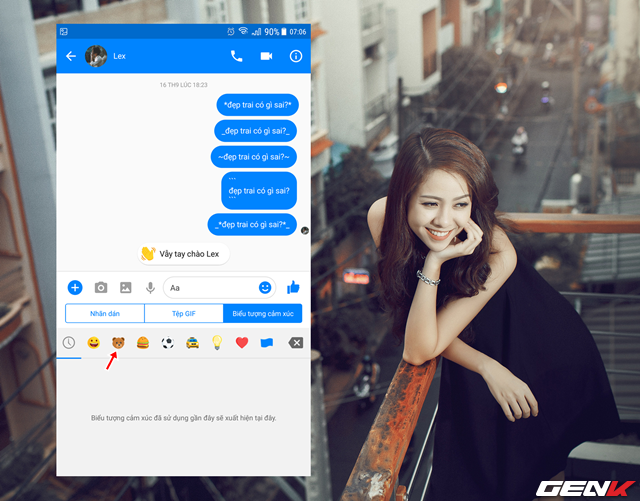 90% 07:06
Lex
16 TH9 LÚC 18:23
*đẹp trai có gì sai?*
_đẹp trai có gì sai?_
~đẹp trai có gì sai?~
```
đẹp trai có gì sai?
```
_*đẹp trai có gì sai?*_
Vẫy tay chào Lex
Aa
Nhãn dán Tệp GIF Biểu tượng cảm xúc
Biểu tượng cảm xúc đã sử dụng gần đây sẽ xuất hiện tại đây.
GENK